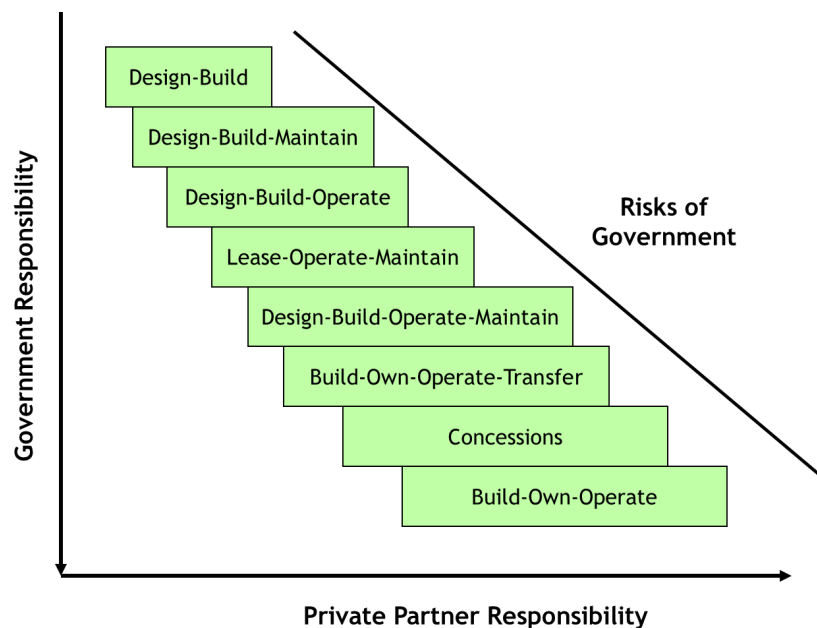 Design-Build
Design-Build-Maintain
Design-Build-Operate
Lease-Operate-Maintain
Design-Build-Operate-Maintain
Build-Own-Operate-Transfer
Concessions
Build-Own-Operate
Risks of
Government
Government Responsibility
Private Partner Responsibility